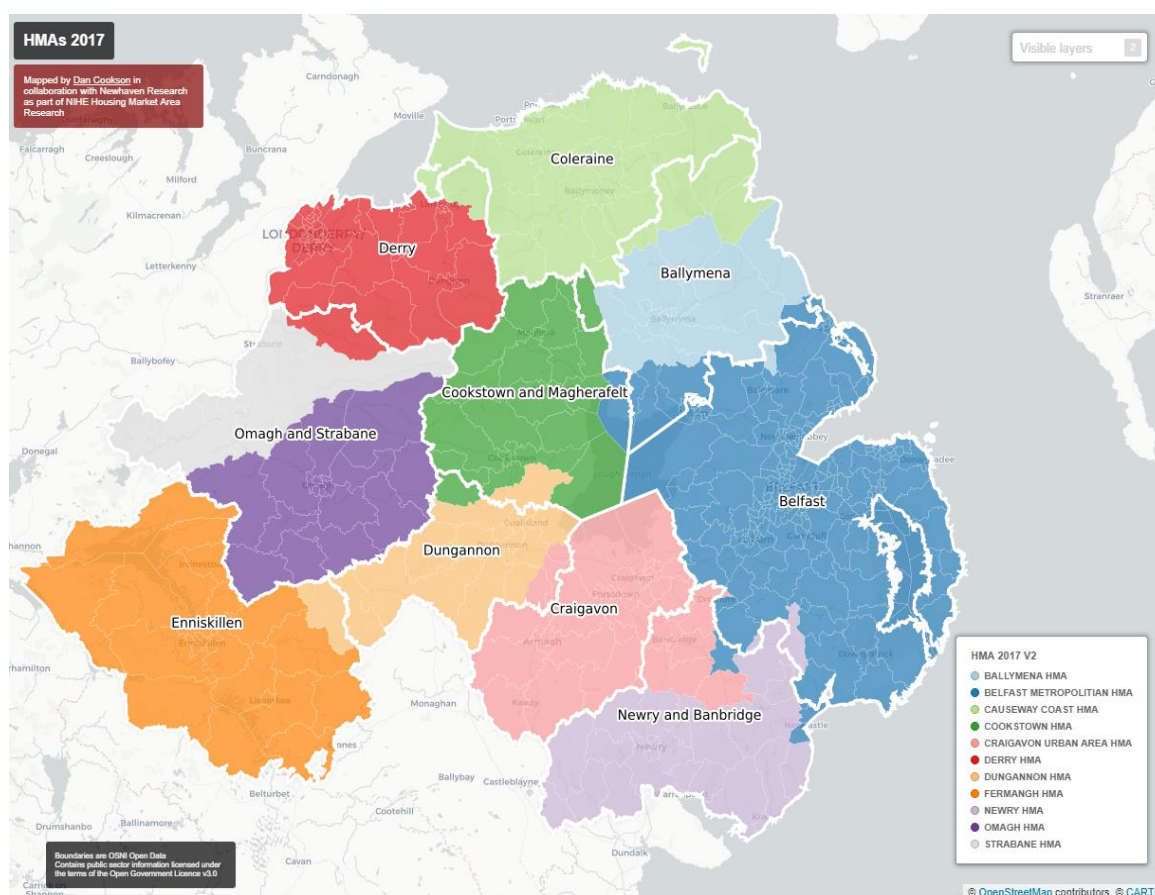 HMAs 2017
Visible layers 2
Mapped by Dan Cookson in
collaboration with Newhaven Research
as part of NIHE Housing Market Area
Research
Carndonagh
Moville
Falcarragh
Creeslough
Buncrana
Milford
Kilmacrenan
Letterkenny
Ballybofey
Donegal
Stranraer
Coleraine
Derry
Ballymena
Cookstown and Magherafelt
Omagh and Strabane
Belfast
Dungannon
Enniskillen
Craigavon
Newry and Banbridge
Monaghan
Ballybay
Castleblayne
Cootehill
Belturbet
Ballinamore
Drumshanbo
Cavan
Dundalk
HMA 2017 V2
BALLYMENA HMA
BELFAST METROPOLITIAN HMA
CAUSEWAY COAST HMA
COOKSTOWN HMA
CRAIGAVON URBAN AREA HMA
DERRY HMA
DUNGANNON HMA
FERMANGH HMA
NEWRY HMA
OMAGH HMA
STRABANE HMA
Boundaries are OSNI Open Data
Contains public sector information licensed under
the terms of the Open Government Licence v3.0
© OpenStreetMap contributors, © CART